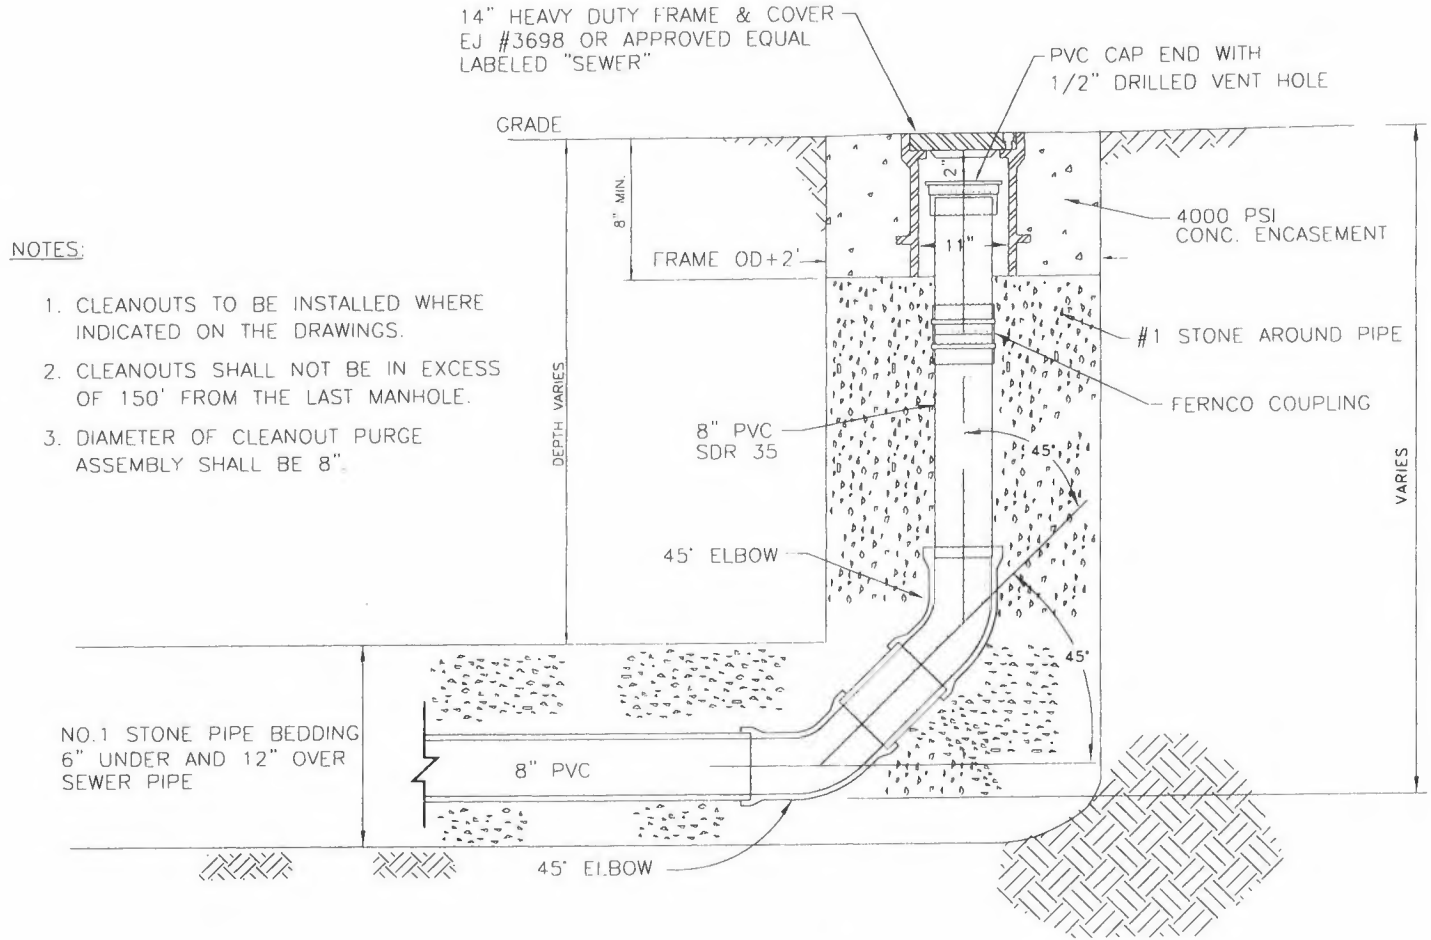 14" HEAVY DUTY FRAME & COVER
EJ #3698 OR APPROVED EQUAL
LABELED "SEWER"
PVC CAP END WITH
1/2" DRILLED VENT HOLE
GRADE
2"
8" MIN.
4000 PSI
CONC. ENCASEMENT
11"
FRAME OD+2'
NOTES:
1. CLEANOUTS TO BE INSTALLED WHERE
INDICATED ON THE DRAWINGS.
2. CLEANOUTS SHALL NOT BE IN EXCESS
OF 150' FROM THE LAST MANHOLE.
3. DIAMETER OF CLEANOUT PURGE
ASSEMBLY SHALL BE 8".
#1 STONE AROUND PIPE
FERNCO COUPLING
DEPTH VARIES
8" PVC
SDR 35
45°
VARIES
45° ELBOW
45°
NO.1 STONE PIPE BEDDING
6" UNDER AND 12" OVER
SEWER PIPE
8" PVC
45° ELBOW